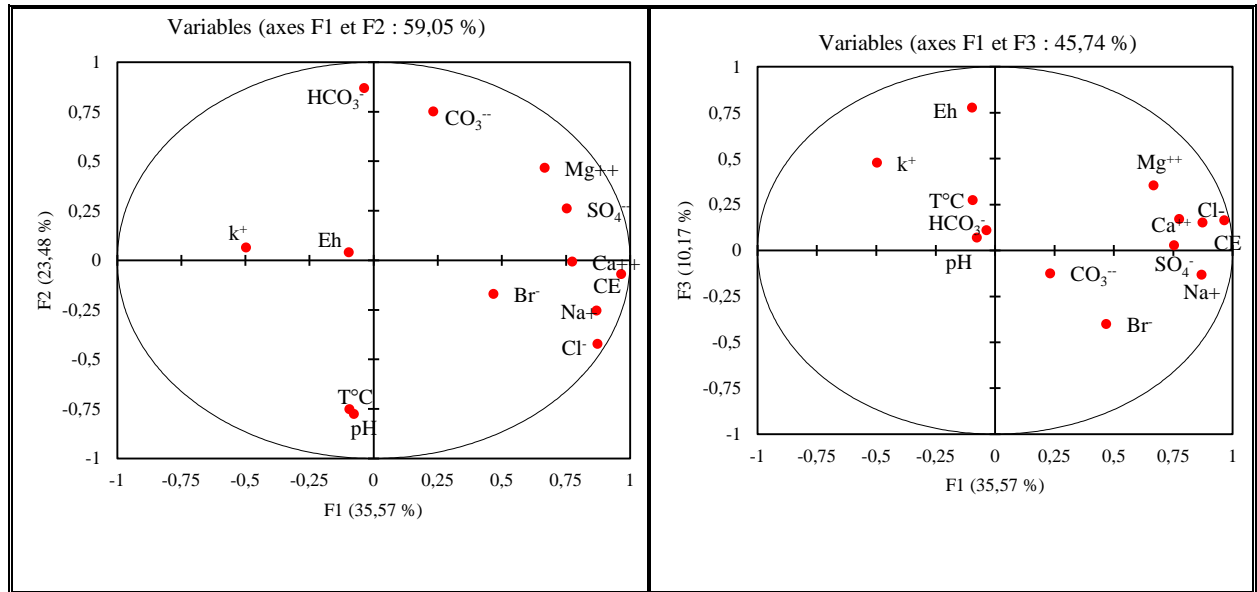 Variables (axes F1 et F2 : 59,05 %)
1
HCO₃⁻
CO₃⁻⁻
0,75
0,5
Mg++
SO₄⁻⁻
0,25
k⁺
Eh
0
Ca++
CE
Br⁻
-0,25
Na+
Cl⁻
-0,5
T°C
-0,75
pH
-1
-1
-0,75
-0,5
-0,25
0
0,25
0,5
0,75
1
F1 (35,57 %)
F2 (23,48 %)
Variables (axes F1 et F3 : 45,74 %)
1
Eh
0,75
k⁺
0,5
Mg⁺⁺
0,25
T°C
Cl-
HCO₃⁻
Ca⁺⁺
CE
0
pH
SO₄⁻
CO₃⁻⁻
Na+
-0,25
Br⁻
-0,5
-0,75
-1
-1
-0,75
-0,5
-0,25
0
0,25
0,5
0,75
1
F1 (35,57 %)
F3 (10,17 %)